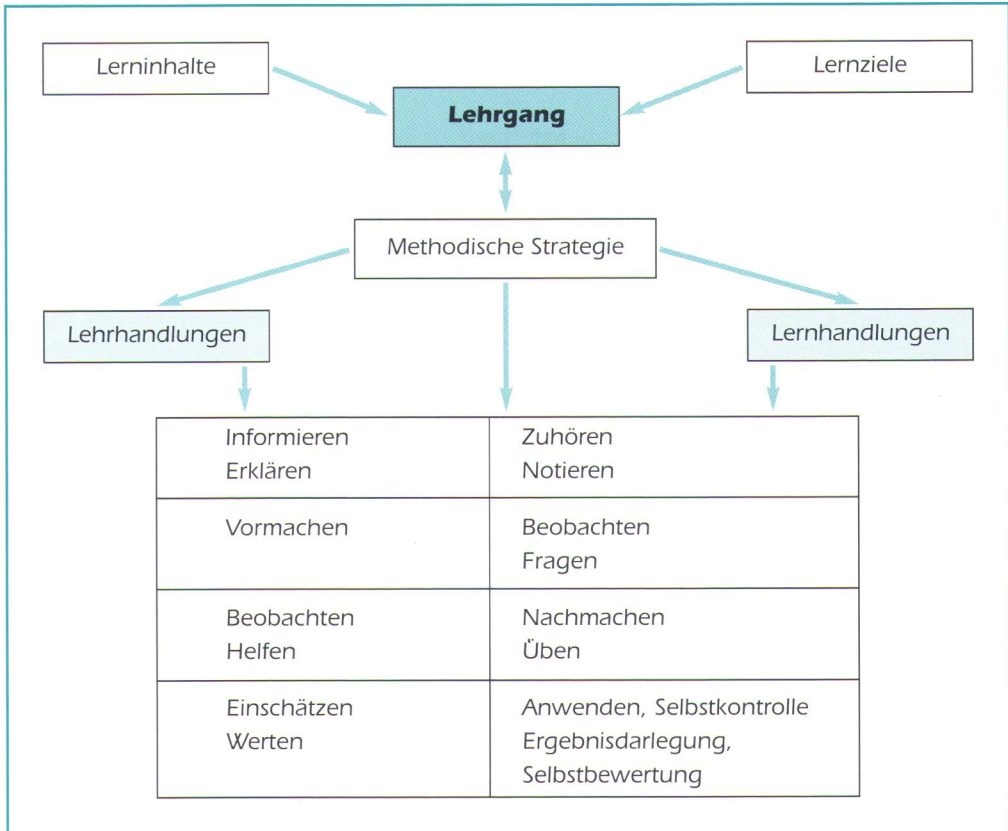 Lerninhalte
Lernziele
Lehrgang
Methodische Strategie
Lehrhandlungen
Lernhandlungen
Informieren
Erklären
Zuhören
Notieren
Vormachen
Beobachten
Fragen
Beobachten
Helfen
Nachmachen
Üben
Einschätzen
Werten
Anwenden, Selbstkontrolle
Ergebnisdarlegung,
Selbstbewertung